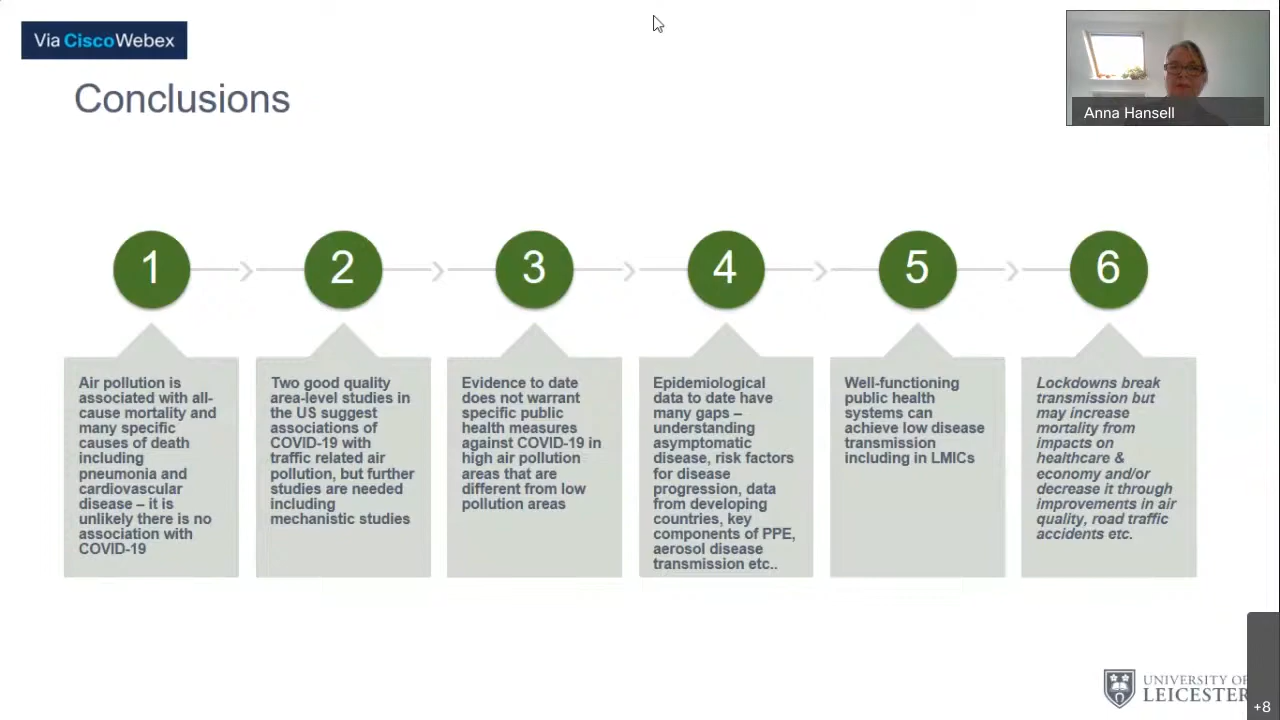 Via CiscoWebex
Anna Hansell
Conclusions
1
2
3
4
5
6
Air pollution is
associated with all-
cause mortality and
many specific
causes of death
including
pneumonia and
cardiovascular
disease – it is
unlikely there is no
association with
COVID-19
Two good quality
area-level studies in
the US suggest
associations of
COVID-19 with
traffic related air
pollution, but further
studies are needed
including
mechanistic studies
Evidence to date
does not warrant
specific public
health measures
against COVID-19 in
high air pollution
areas that are
different from low
pollution areas
Epidemiological
data to date have
many gaps –
understanding
asymptomatic
disease, risk factors
for disease
progression, data
from developing
countries, key
components of PPE,
aerosol disease
transmission etc..
Well-functioning
public health
systems can
achieve low disease
transmission
including in LMICs
Lockdowns break
transmission but
may increase
mortality from
impacts on
healthcare &
economy and/or
decrease it through
improvements in air
quality, road traffic
accidents etc.
UNIVERSITY OF
LEICESTER
+8